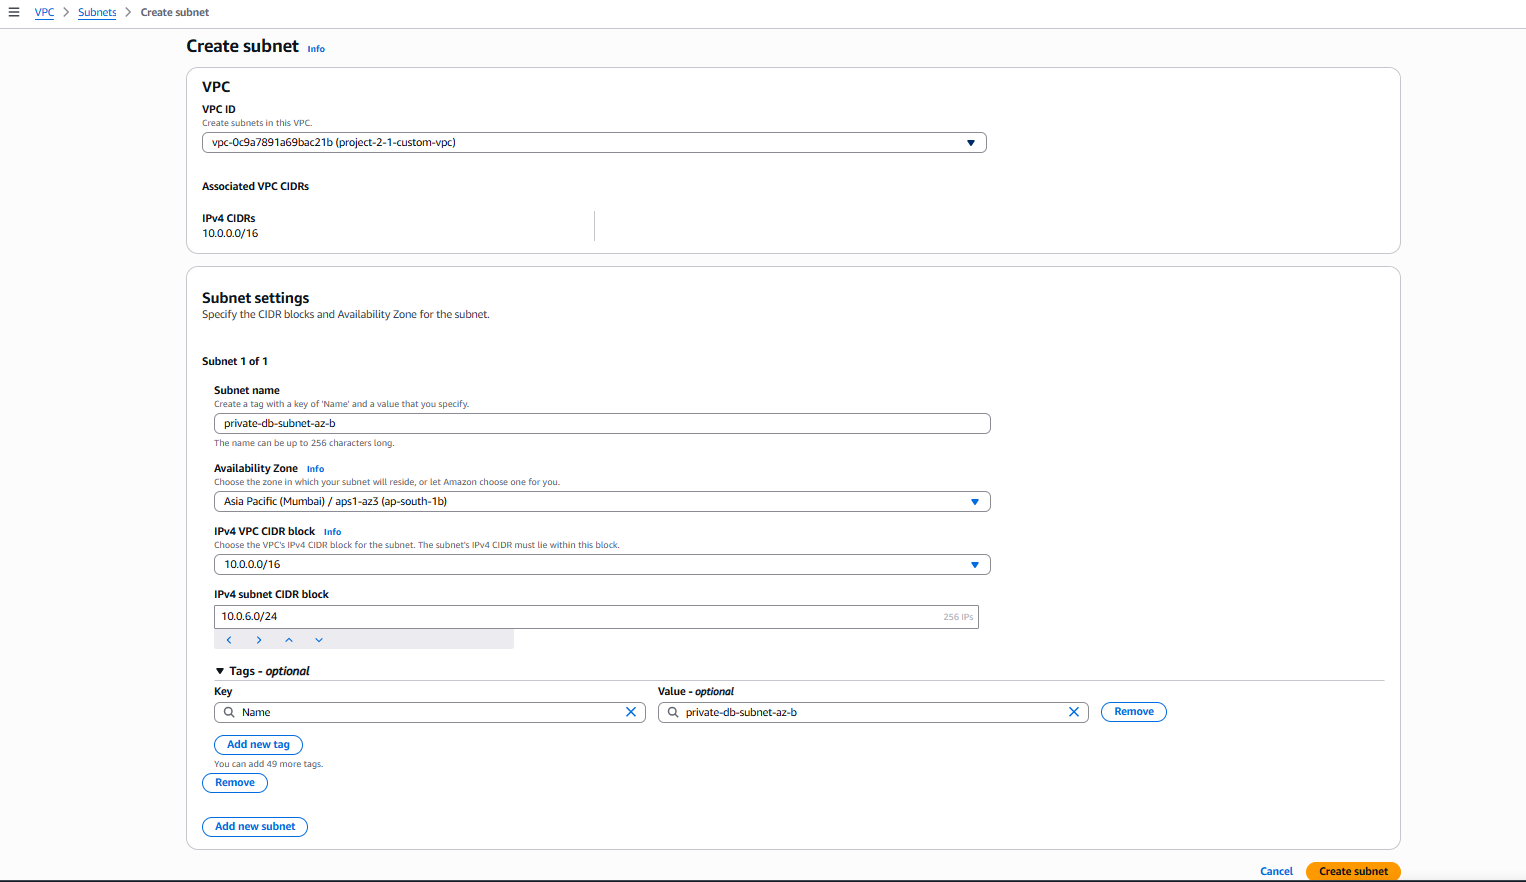 VPC > Subnets > Create subnet
Create subnet Info
VPC
VPC ID
Create subnets in this VPC.
vpc-0c9a7891a69bac21b (project-2-1-custom-vpc)
Associated VPC CIDRs
IPv4 CIDRs
10.0.0.0/16
Subnet settings
Specify the CIDR blocks and Availability Zone for the subnet.
Subnet 1 of 1
Subnet name
Create a tag with a key of 'Name' and a value that you specify.
private-db-subnet-az-b
The name can be up to 256 characters long.
Availability Zone Info
Choose the zone in which your subnet will reside, or let Amazon choose one for you.
Asia Pacific (Mumbai) / aps1-az3 (ap-south-1b)
IPv4 VPC CIDR block Info
Choose the VPC's IPv4 CIDR block for the subnet. The subnet's IPv4 CIDR must lie within this block.
10.0.0.0/16
IPv4 subnet CIDR block
10.0.6.0/24 256 IPs
Tags - optional
Key Value - optional
Name private-db-subnet-az-b Remove
Add new tag
You can add 49 more tags.
Remove
Add new subnet
Cancel Create subnet